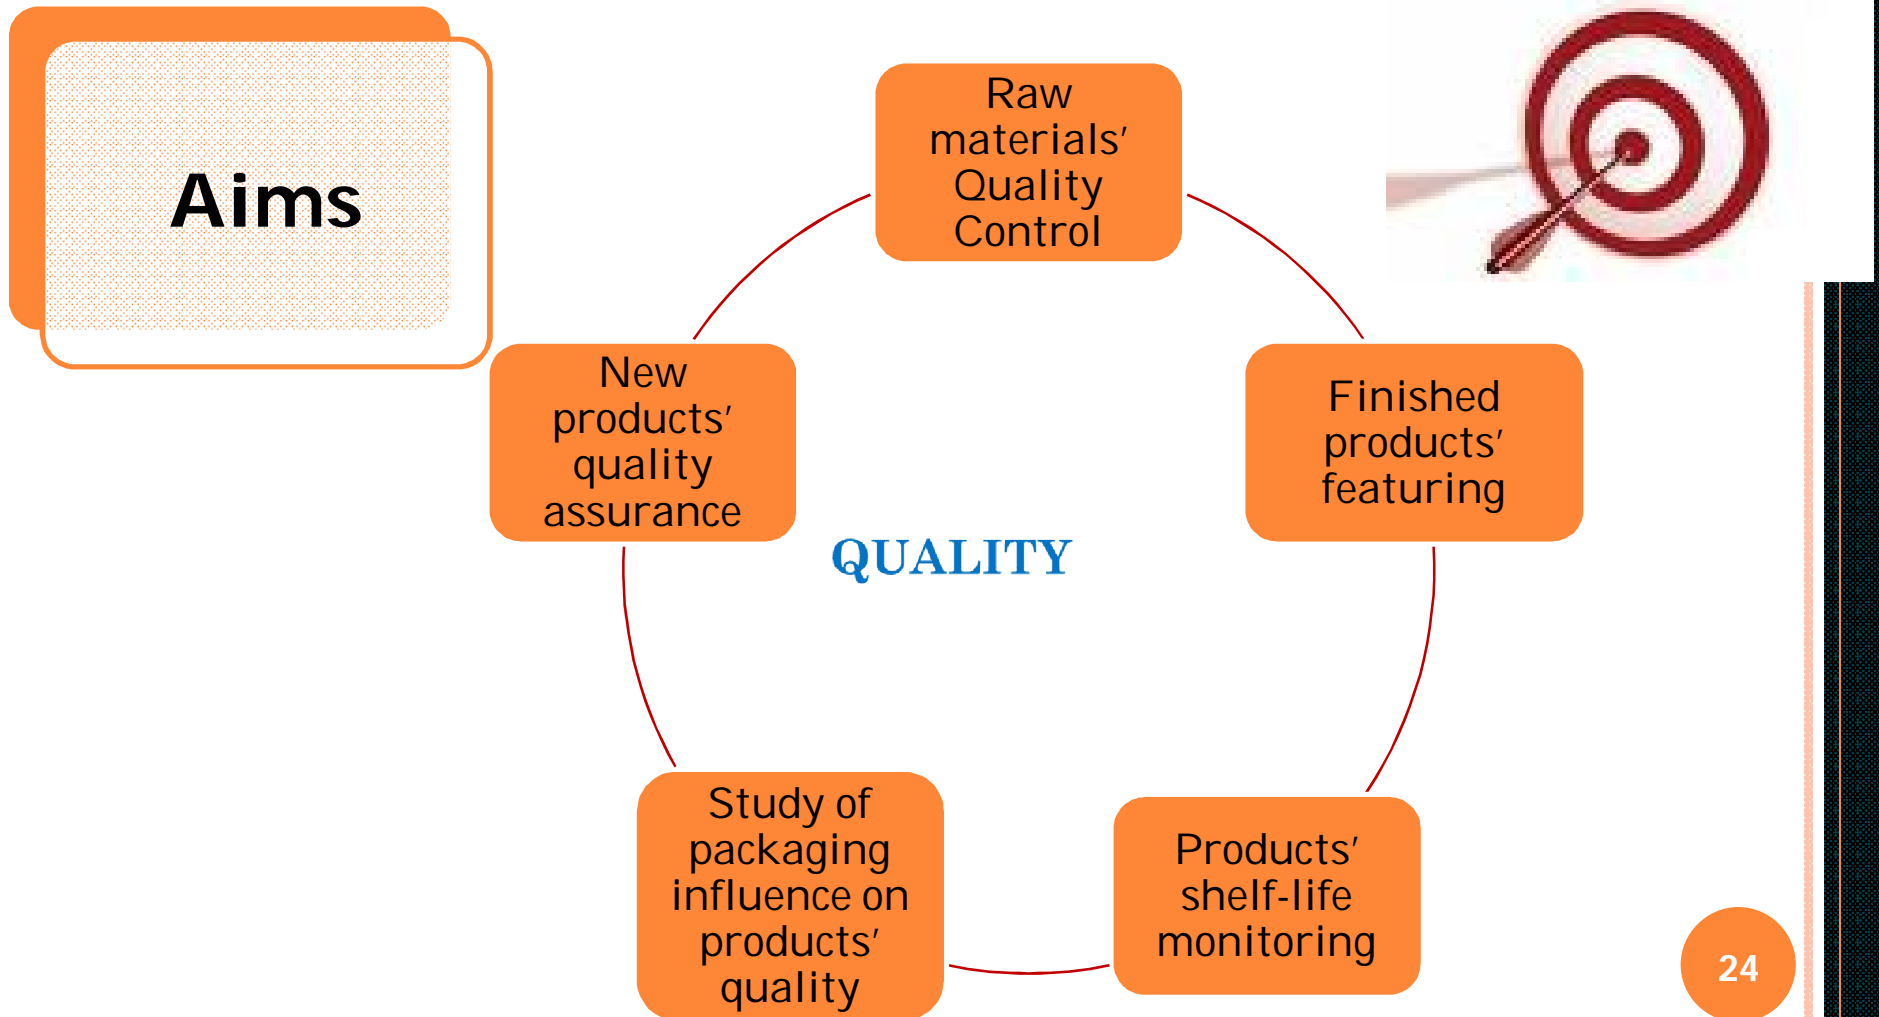 Aims
Raw
materials'
Quality
Control
Finished
products'
featuring
Products'
shelf-life
monitoring
Study of
packaging
influence on
products'
quality
New
products'
quality
assurance
QUALITY
24